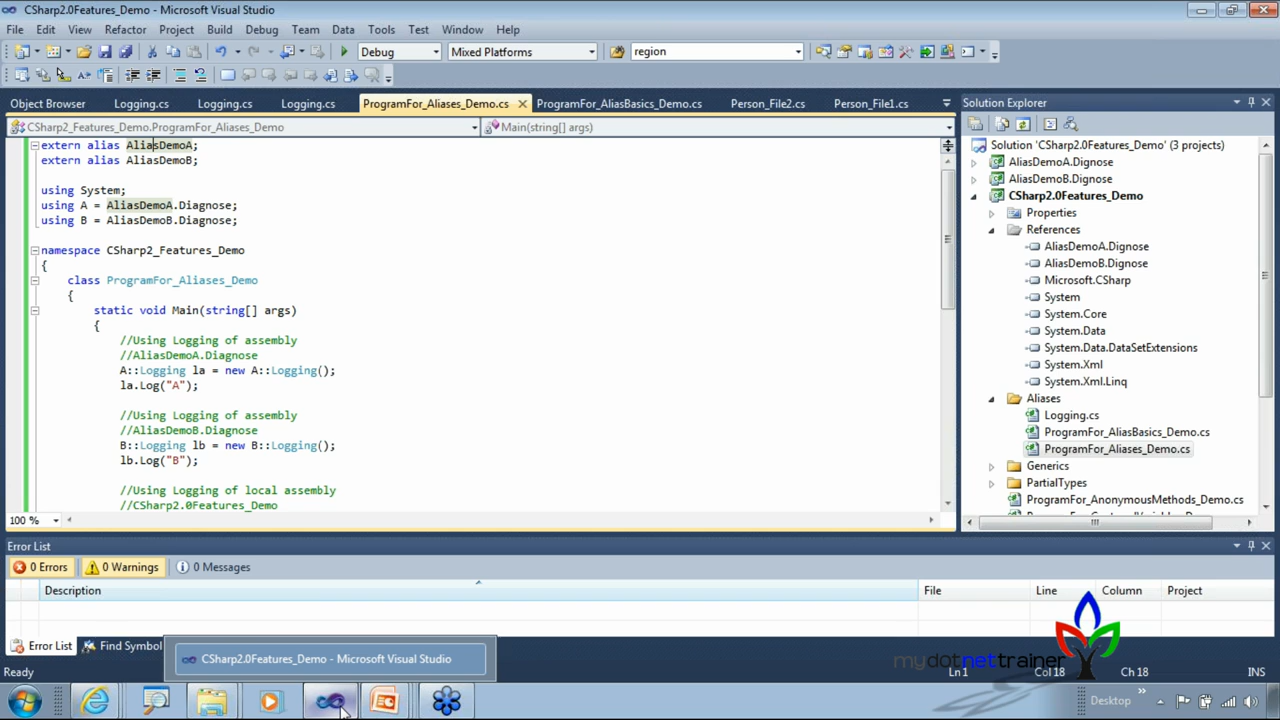 CSharp2.0Features_Demo - Microsoft Visual Studio
File Edit View Refactor Project Build Debug Team Data Tools Test Window Help
Debug Mixed Platforms region
Object Browser Logging.cs Logging.cs Logging.cs ProgramFor_Aliases_Demo.cs ProgramFor_AliasBasics_Demo.cs Person_File2.cs Person_File1.cs
CSharp2_Features_Demo.ProgramFor_Aliases_Demo Main(string[] args)
extern alias AliasDemoA;
extern alias AliasDemoB;
using System;
using A = AliasDemoA.Diagnose;
using B = AliasDemoB.Diagnose;
namespace CSharp2_Features_Demo
{
class ProgramFor_Aliases_Demo
{
static void Main(string[] args)
{
//Using Logging of assembly
//AliasDemoA.Diagnose
A::Logging la = new A::Logging();
la.Log("A");
//Using Logging of assembly
//AliasDemoB.Diagnose
B::Logging lb = new B::Logging();
lb.Log("B");
//Using Logging of local assembly
//CSharp2.0Features_Demo
100 %
Solution Explorer
Solution 'CSharp2.0Features_Demo' (3 projects)
AliasDemoA.Dignose
AliasDemoB.Dignose
CSharp2.0Features_Demo
Properties
References
AliasDemoA.Dignose
AliasDemoB.Dignose
Microsoft.CSharp
System
System.Core
System.Data
System.Data.DataSetExtensions
System.Xml
System.Xml.Linq
Aliases
Logging.cs
ProgramFor_AliasBasics_Demo.cs
ProgramFor_Aliases_Demo.cs
Generics
PartialTypes
ProgramFor_AnonymousMethods_Demo.cs
Error List
0 Errors 0 Warnings 0 Messages
Description File Line Column Project
Error List Find Symbol
CSharp2.0Features_Demo - Microsoft Visual Studio
mydotnettrainer
Ready Ln 1 Col 18 Ch 18 INS
Desktop